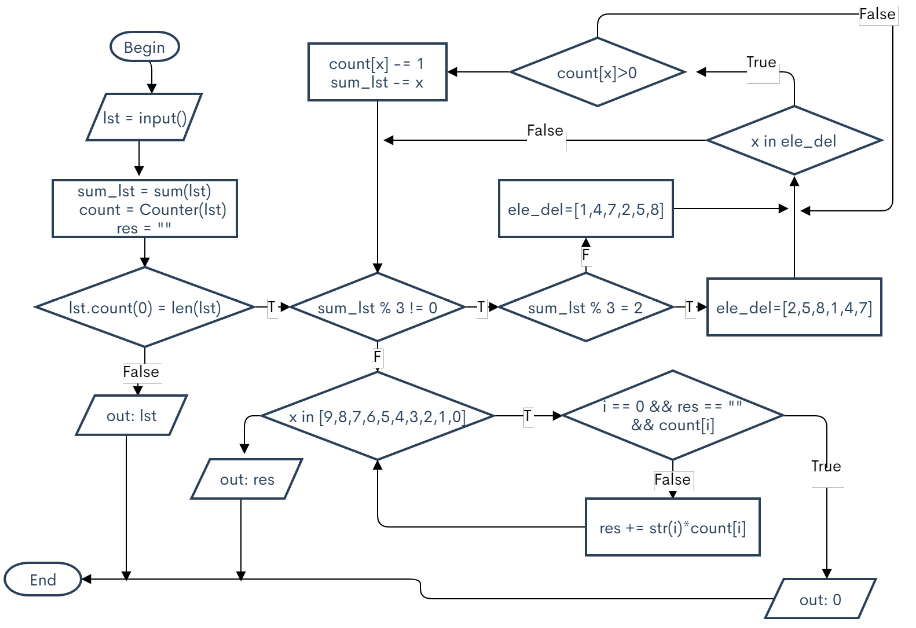 Begin
lst = input()
sum_lst = sum(lst)
count = Counter(lst)
res = ""
lst.count(0) = len(lst)
T
False
out: lst
End
count[x] -= 1
sum_lst -= x
count[x]>0
False
True
x in ele_del
False
ele_del=[1,4,7,2,5,8]
F
sum_lst % 3 != 0
T
sum_lst % 3 = 2
T
ele_del=[2,5,8,1,4,7]
F
x in [9,8,7,6,5,4,3,2,1,0]
T
i == 0 && res == ""
&& count[i]
True
False
out: res
res += str(i)*count[i]
out: 0